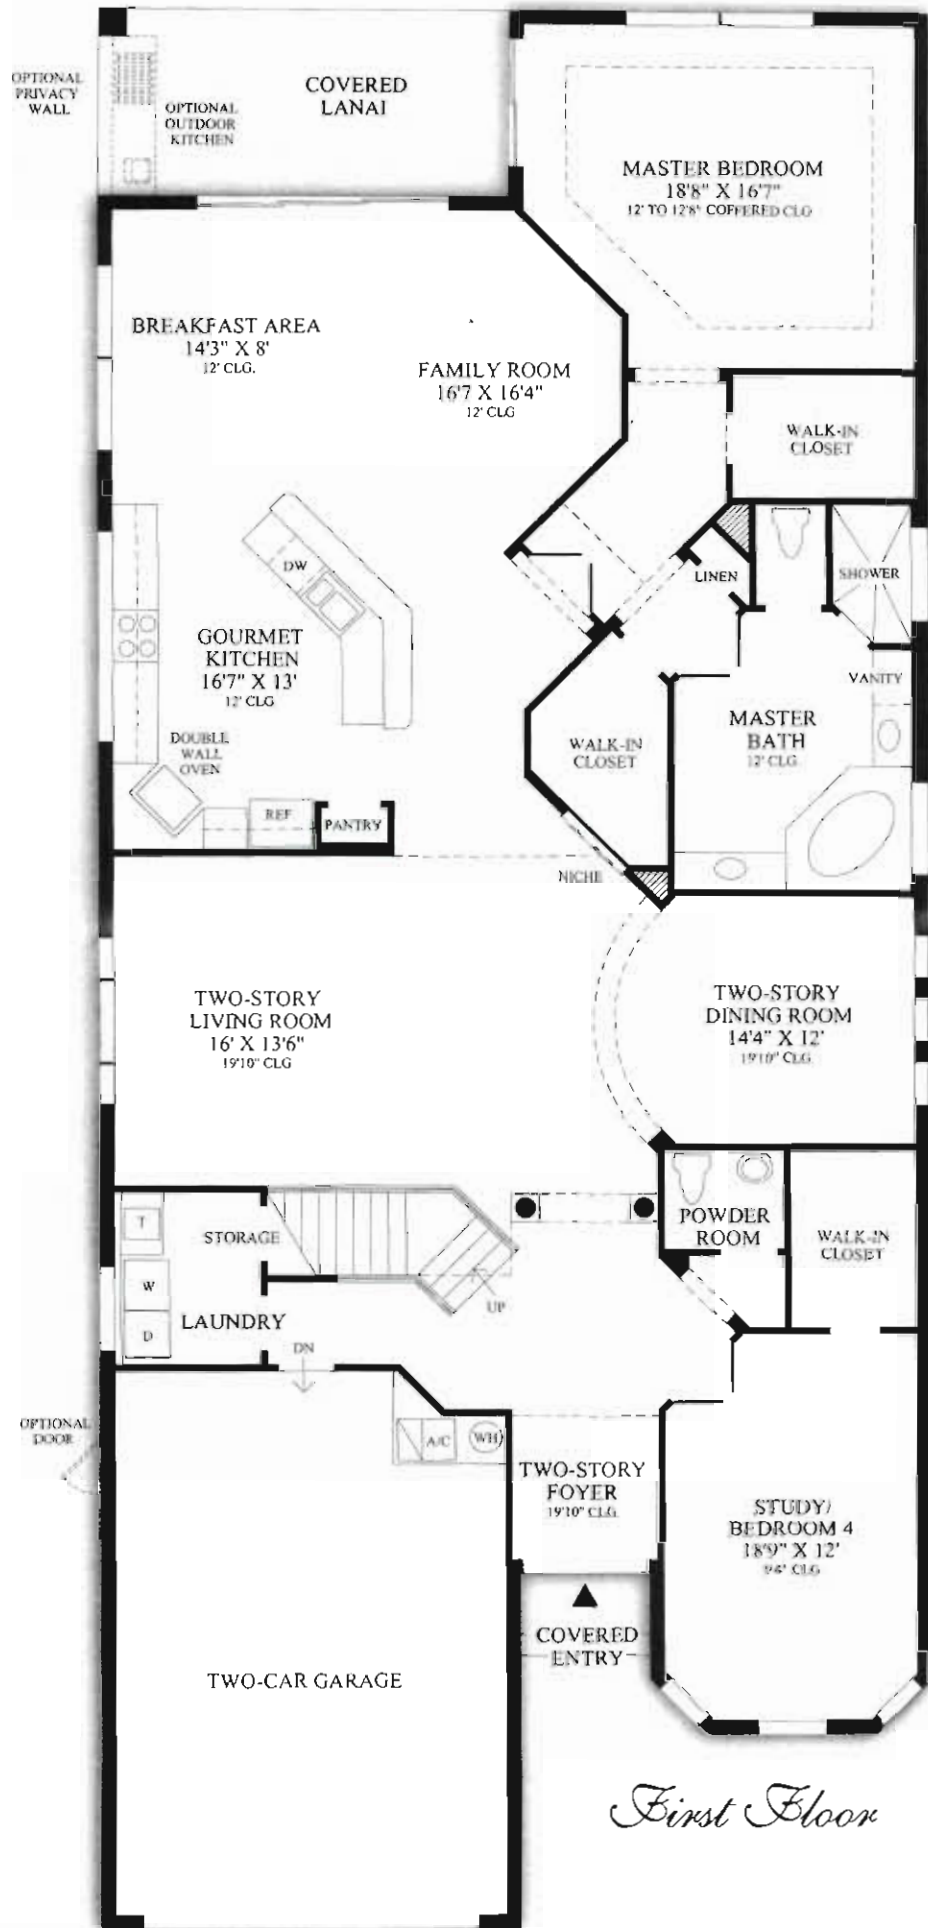 OPTIONAL
PRIVACY
WALL
OPTIONAL
OUTDOOR
KITCHEN
COVERED
LANAI
MASTER BEDROOM
18'8" X 16'7"
12' TO 12'8" COFFERED CLG
BREAKFAST AREA
14'3" X 8'
12' CLG.
FAMILY ROOM
16'7 X 16'4"
12' CLG
WALK-IN
CLOSET
DW
LINEN
SHOWER
GOURMET
KITCHEN
16'7" X 13'
12' CLG
VANITY
MASTER
BATH
12' CLG
DOUBLE
WALL
OVEN
WALK-IN
CLOSET
REF
PANTRY
NICHE
TWO-STORY
LIVING ROOM
16' X 13'6"
19'10" CLG
TWO-STORY
DINING ROOM
14'4" X 12'
19'10" CLG
T
STORAGE
POWDER
ROOM
WALK-IN
CLOSET
W
UP
LAUNDRY
D
DN
OPTIONAL
DOOR
A/C
WH
TWO-STORY
FOYER
19'10" CLG
STUDY/
BEDROOM 4
18'9" X 12'
9'4" CLG
COVERED
ENTRY
TWO-CAR GARAGE
First Floor